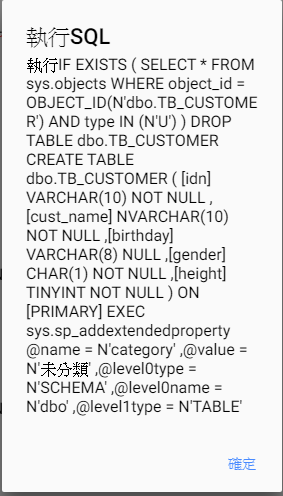 執行SQL
執行IF EXISTS ( SELECT * FROM
sys.objects WHERE object_id =
OBJECT_ID(N'dbo.TB_CUSTOME
R') AND type IN (N'U') ) DROP
TABLE dbo.TB_CUSTOMER
CREATE TABLE
dbo.TB_CUSTOMER ( [idn]
VARCHAR(10) NOT NULL ,
[cust_name] NVARCHAR(10)
NOT NULL ,[birthday]
VARCHAR(8) NULL ,[gender]
CHAR(1) NOT NULL ,[height]
TINYINT NOT NULL ) ON
[PRIMARY] EXEC
sys.sp_addextendedproperty
@name = N'category' ,@value =
N'未分類' ,@level0type =
N'SCHEMA' ,@level0name =
N'dbo' ,@level1type = N'TABLE'
確定